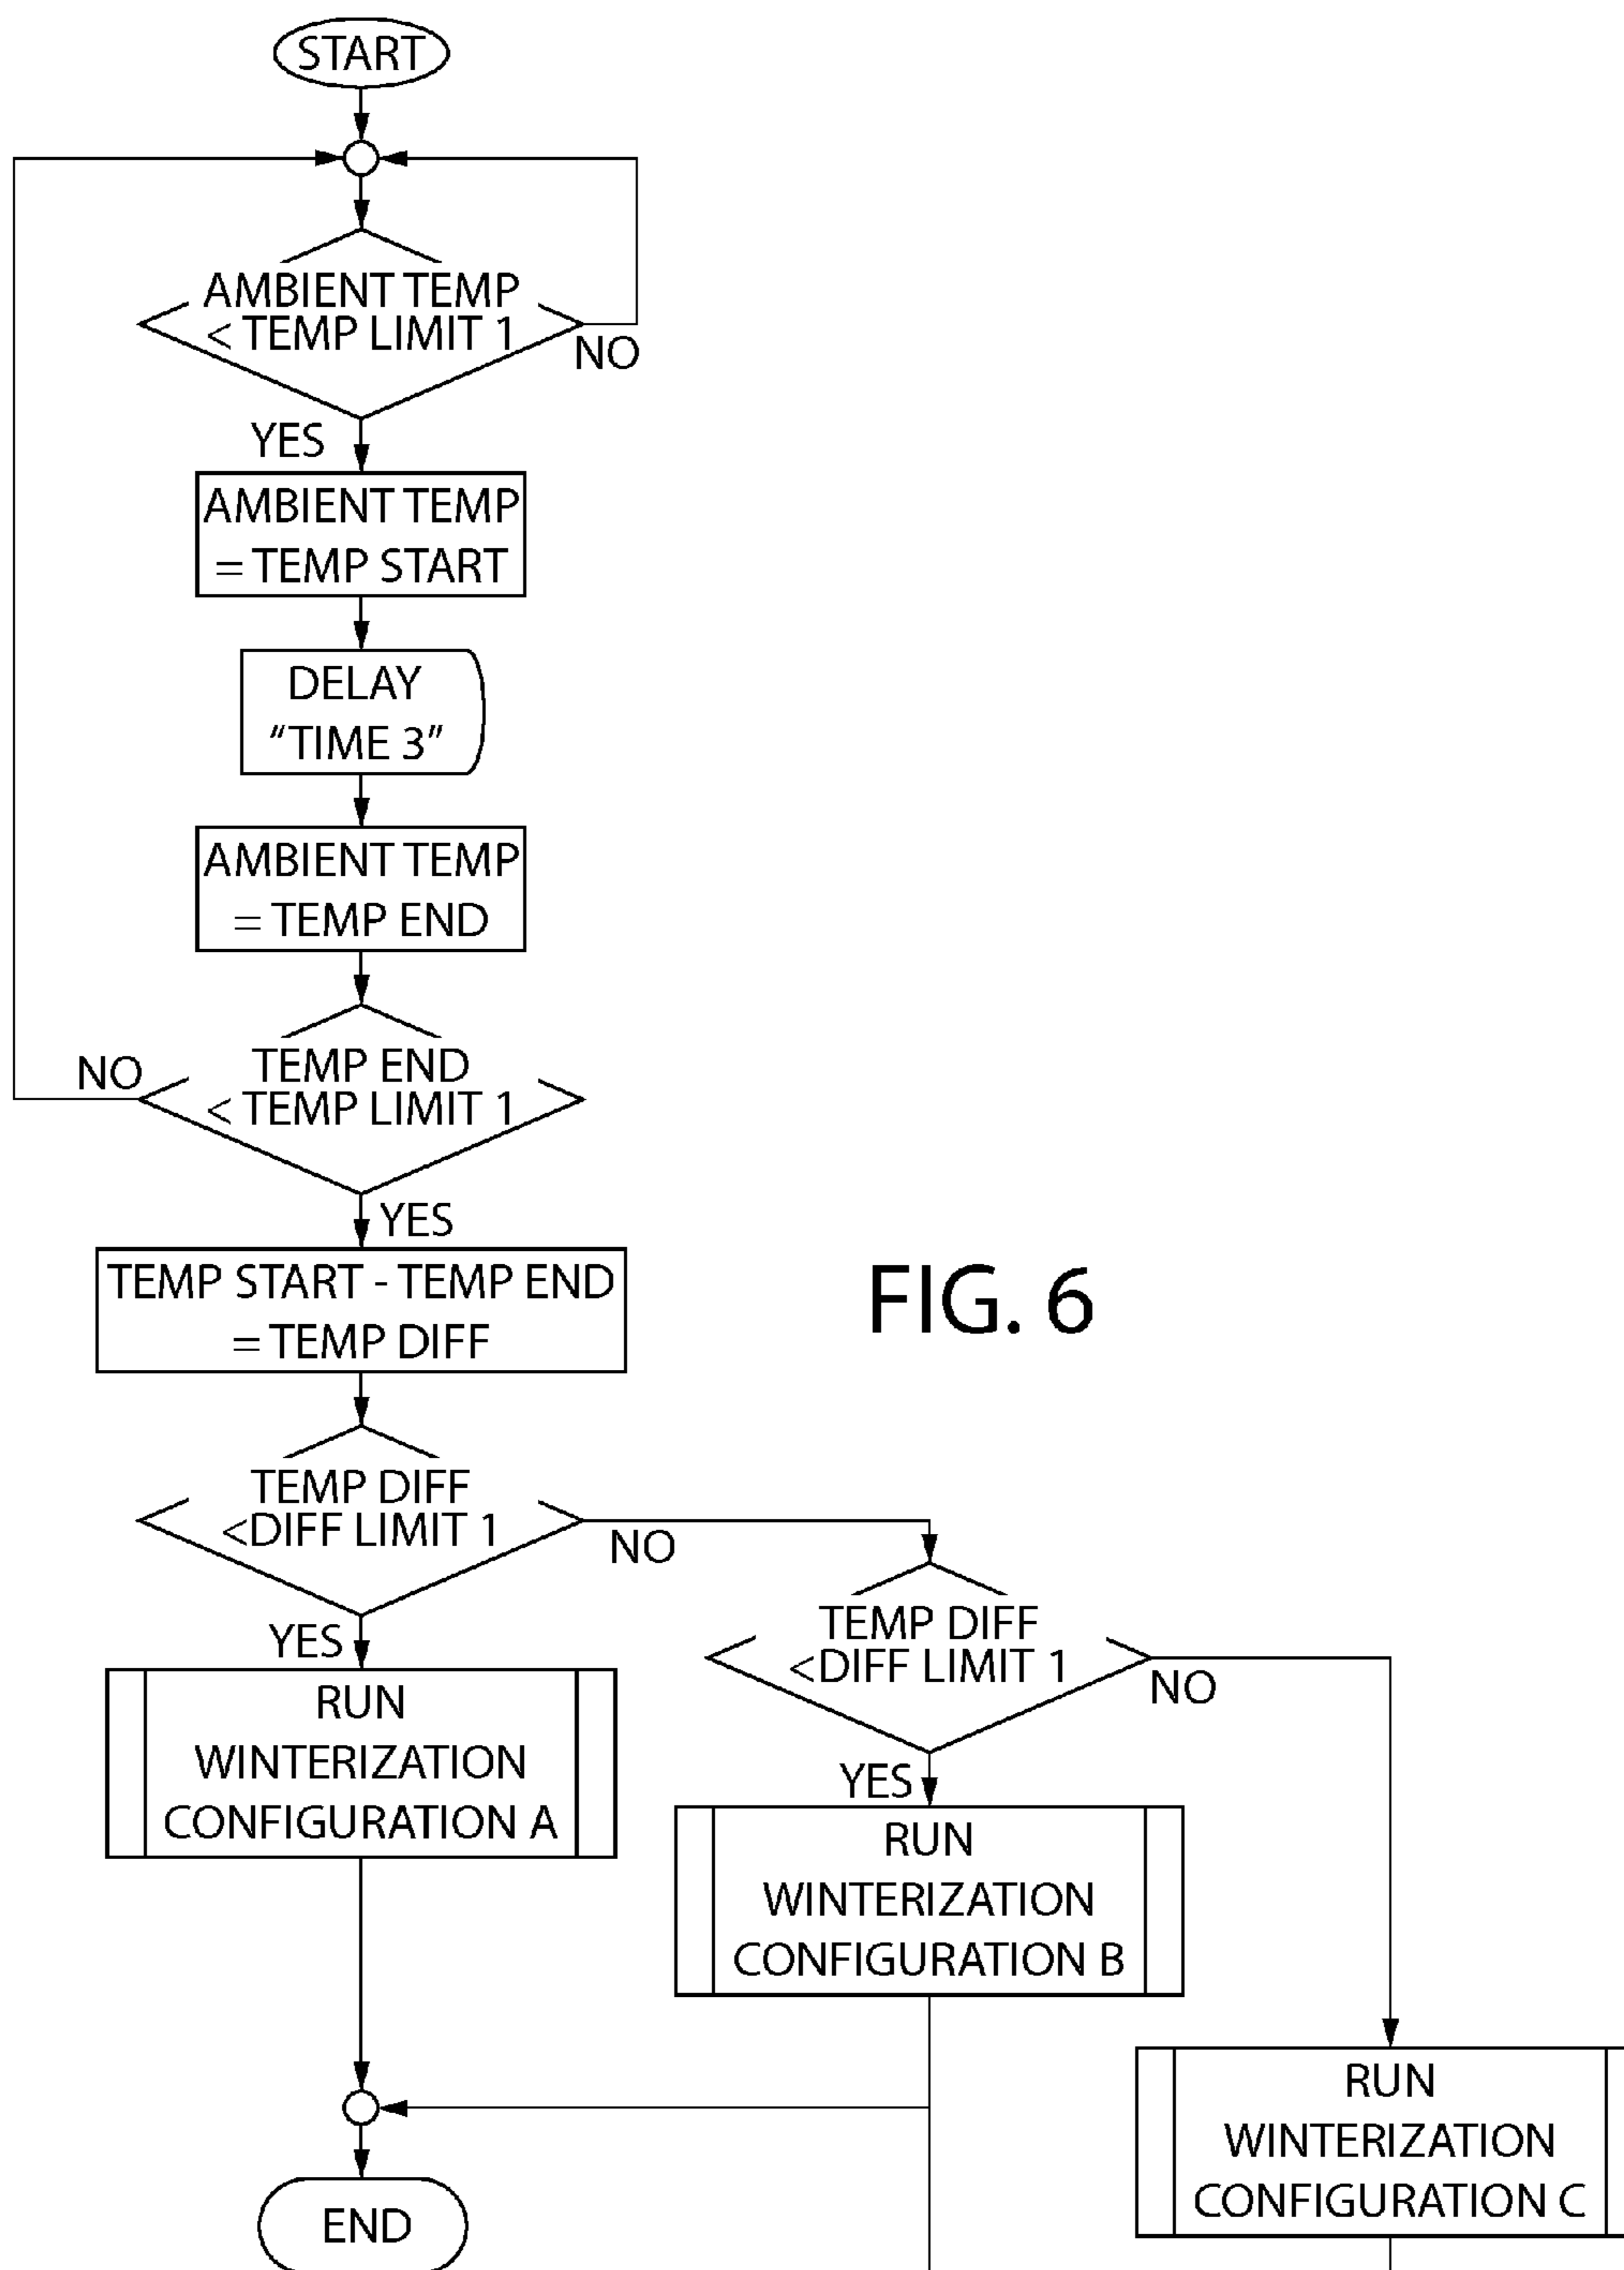 START
AMBIENT TEMP
< TEMP LIMIT 1
NO
YES
AMBIENT TEMP
= TEMP START
DELAY
“TIME 3”
AMBIENT TEMP
= TEMP END
TEMP END
< TEMP LIMIT 1
NO
YES
TEMP START - TEMP END
= TEMP DIFF
FIG. 6
TEMP DIFF
<DIFF LIMIT 1
NO
YES
RUN
WINTERIZATION
CONFIGURATION A
TEMP DIFF
<DIFF LIMIT 1
NO
YES
RUN
WINTERIZATION
CONFIGURATION B
RUN
WINTERIZATION
CONFIGURATION C
END